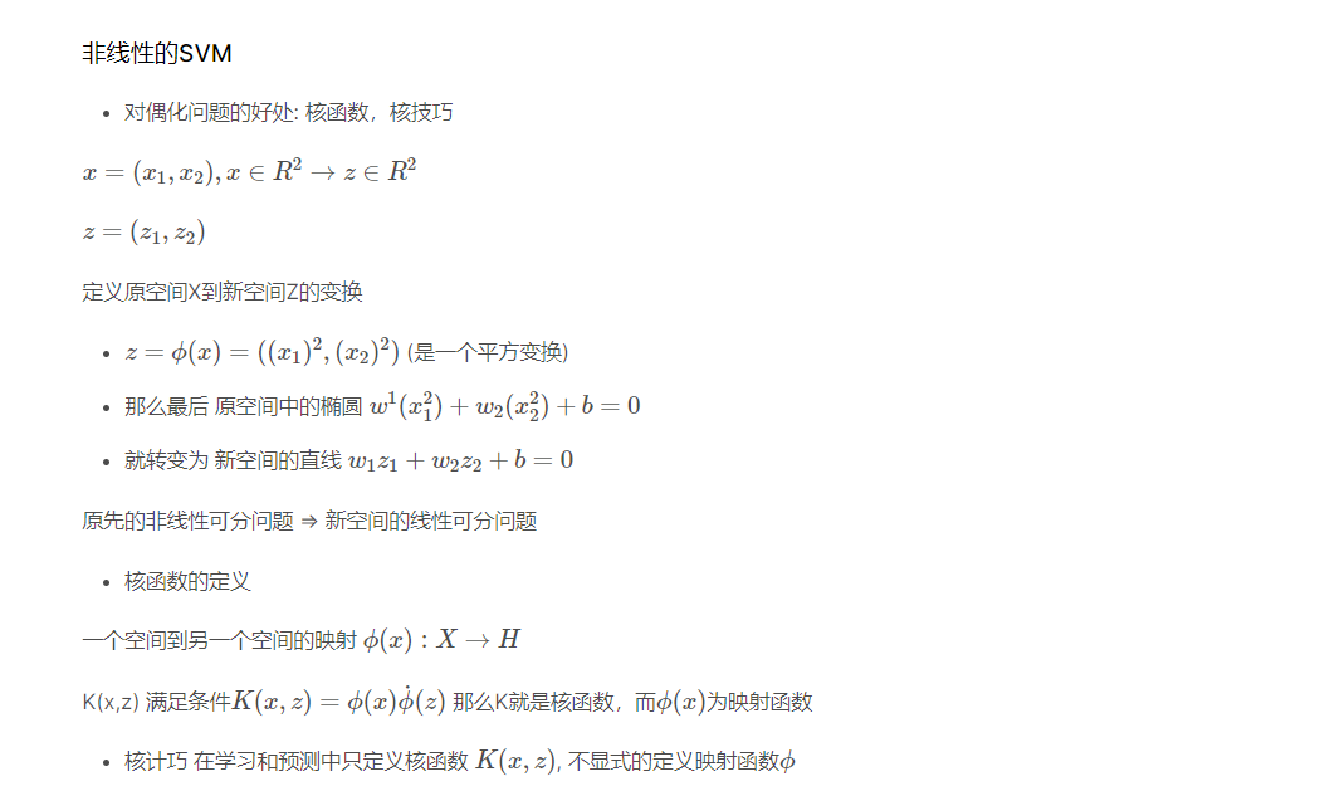 非线性的SVM
• 对偶化问题的好处: 核函数，核技巧
$x = (x_1, x_2), x \in R^2 \to z \in R^2$
$z = (z_1, z_2)$
定义原空间X到新空间Z的变换
• $z = \phi(x) = ((x_1)^2, (x_2)^2)$ (是一个平方变换)
• 那么最后 原空间中的椭圆 $w^1(x_1^2) + w_2(x_2^2) + b = 0$
• 就转变为 新空间的直线 $w_1 z_1 + w_2 z_2 + b = 0$
原先的非线性可分问题 ⇒ 新空间的线性可分问题
• 核函数的定义
一个空间到另一个空间的映射 $\phi(x) : X \to H$
K(x,z) 满足条件$K(x, z) = \phi(x)\dot{\phi}(z)$ 那么K就是核函数，而$\phi(x)$为映射函数
• 核计巧 在学习和预测中只定义核函数 $K(x, z)$, 不显式的定义映射函数$\phi$